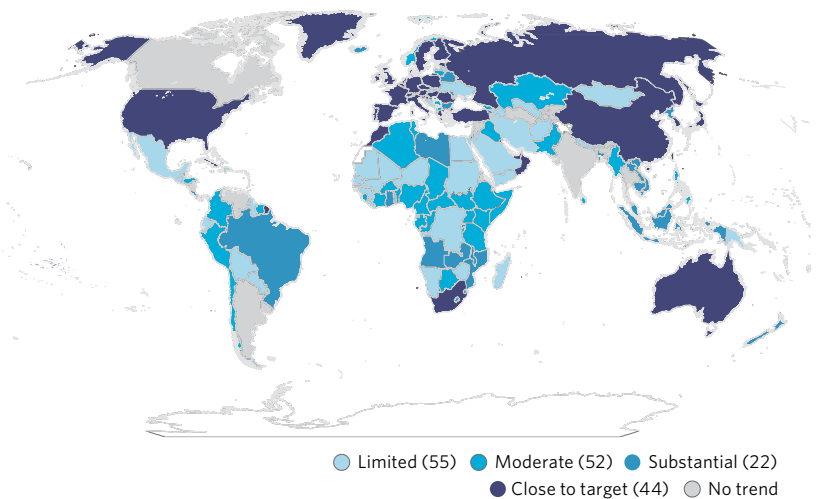 Limited (55) Moderate (52) Substantial (22)
Close to target (44) No trend